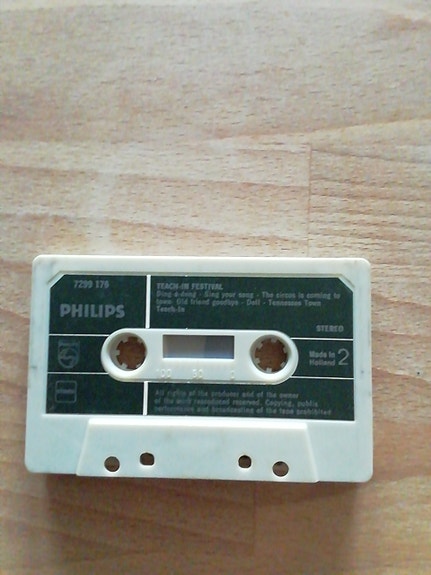 7299 176
TEACH-IN FESTIVAL
Ding-a-dong - Sing your song - The circus is coming to
town - Old friend goodbye - Doll - Tennessee Town
Teach-In
PHILIPS
STEREO
Made in
Holland 2
100 50 0
All rights of the producer and of the owner
of the work reproduced reserved. Copying, public
performance and broadcasting of the tape prohibited